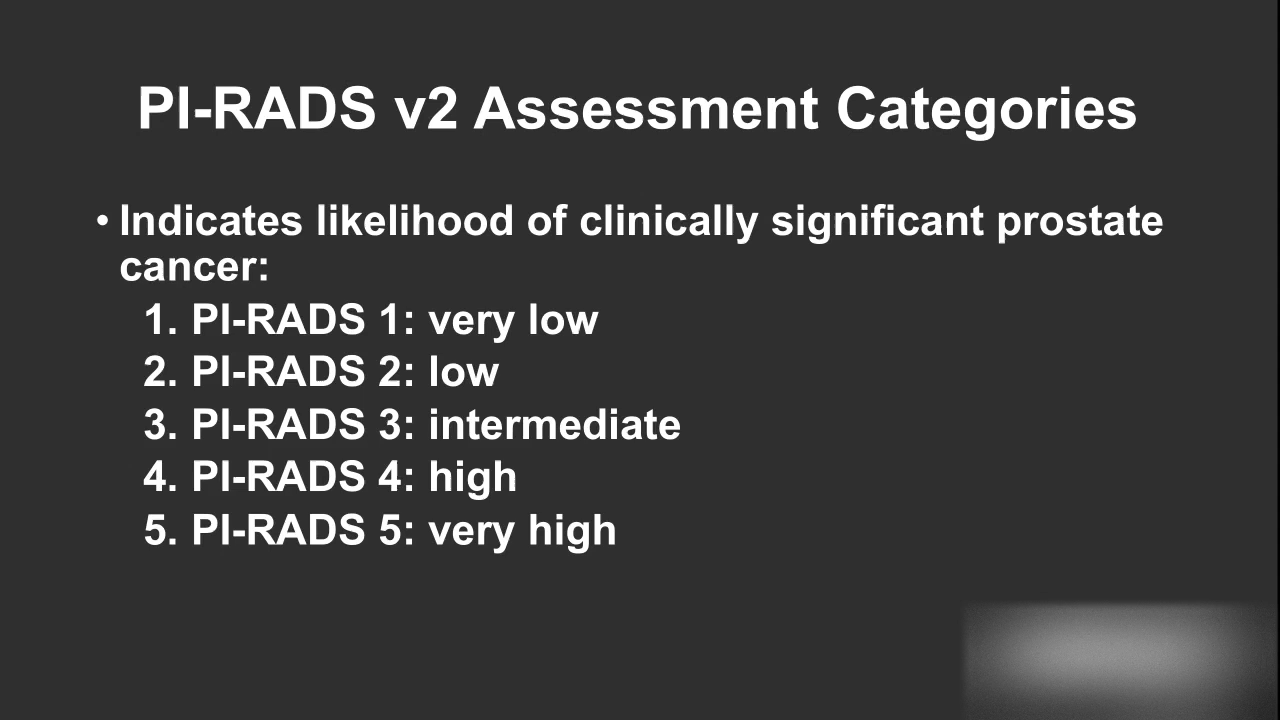 PI-RADS v2 Assessment Categories
• Indicates likelihood of clinically significant prostate
cancer:
1. PI-RADS 1: very low
2. PI-RADS 2: low
3. PI-RADS 3: intermediate
4. PI-RADS 4: high
5. PI-RADS 5: very high